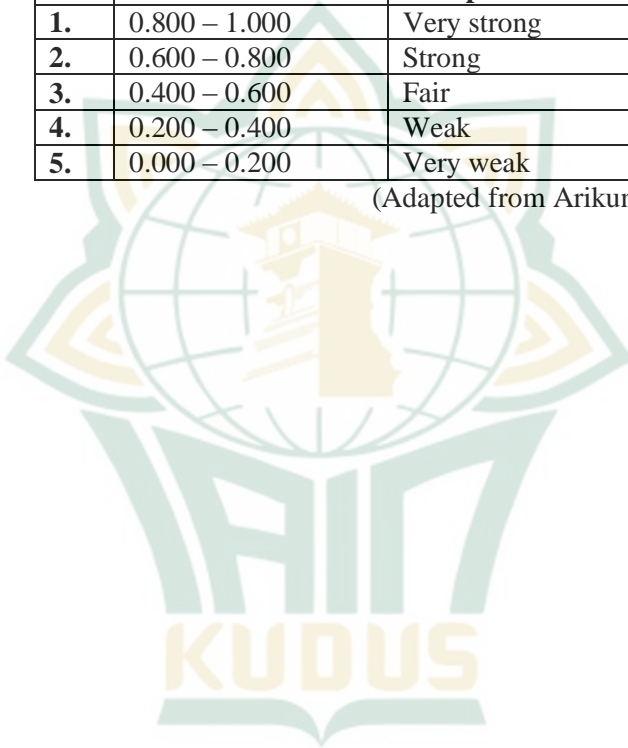 1. 0.800 – 1.000 Very strong
2. 0.600 – 0.800 Strong
3. 0.400 – 0.600 Fair
4. 0.200 – 0.400 Weak
5. 0.000 – 0.200 Very weak
(Adapted from
IAIN
KUDUS